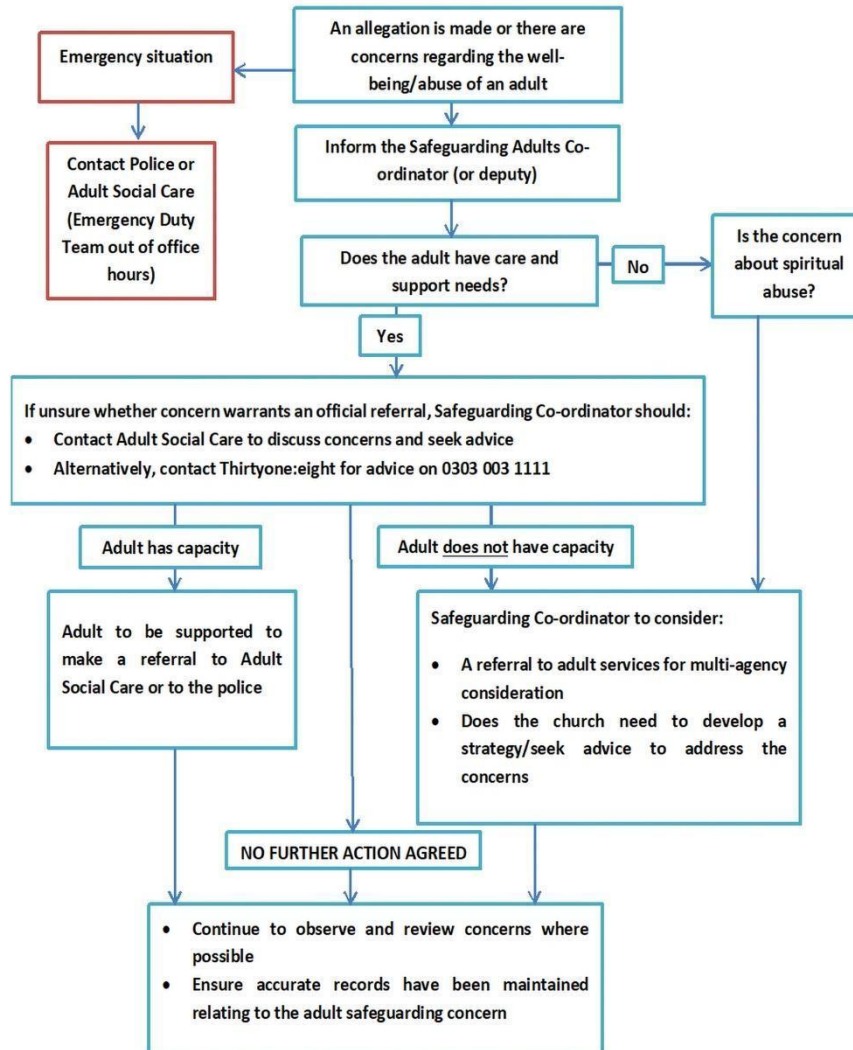 An allegation is made or there are
concerns regarding the well-
being/abuse of an adult
Emergency situation
Contact Police or
Adult Social Care
(Emergency Duty
Team out of office
hours)
Inform the Safeguarding Adults Co-
ordinator (or deputy)
Does the adult have care and
support needs?
No
Is the concern
about spiritual
abuse?
Yes
If unsure whether concern warrants an official referral, Safeguarding Co-ordinator should:
• Contact Adult Social Care to discuss concerns and seek advice
• Alternatively, contact Thirtyone:eight for advice on 0303 003 1111
Adult has capacity
Adult does not have capacity
Adult to be supported to
make a referral to Adult
Social Care or to the police
Safeguarding Co-ordinator to consider:
• A referral to adult services for multi-agency
consideration
• Does the church need to develop a
strategy/seek advice to address the
concerns
NO FURTHER ACTION AGREED
• Continue to observe and review concerns where
possible
• Ensure accurate records have been maintained
relating to the adult safeguarding concern